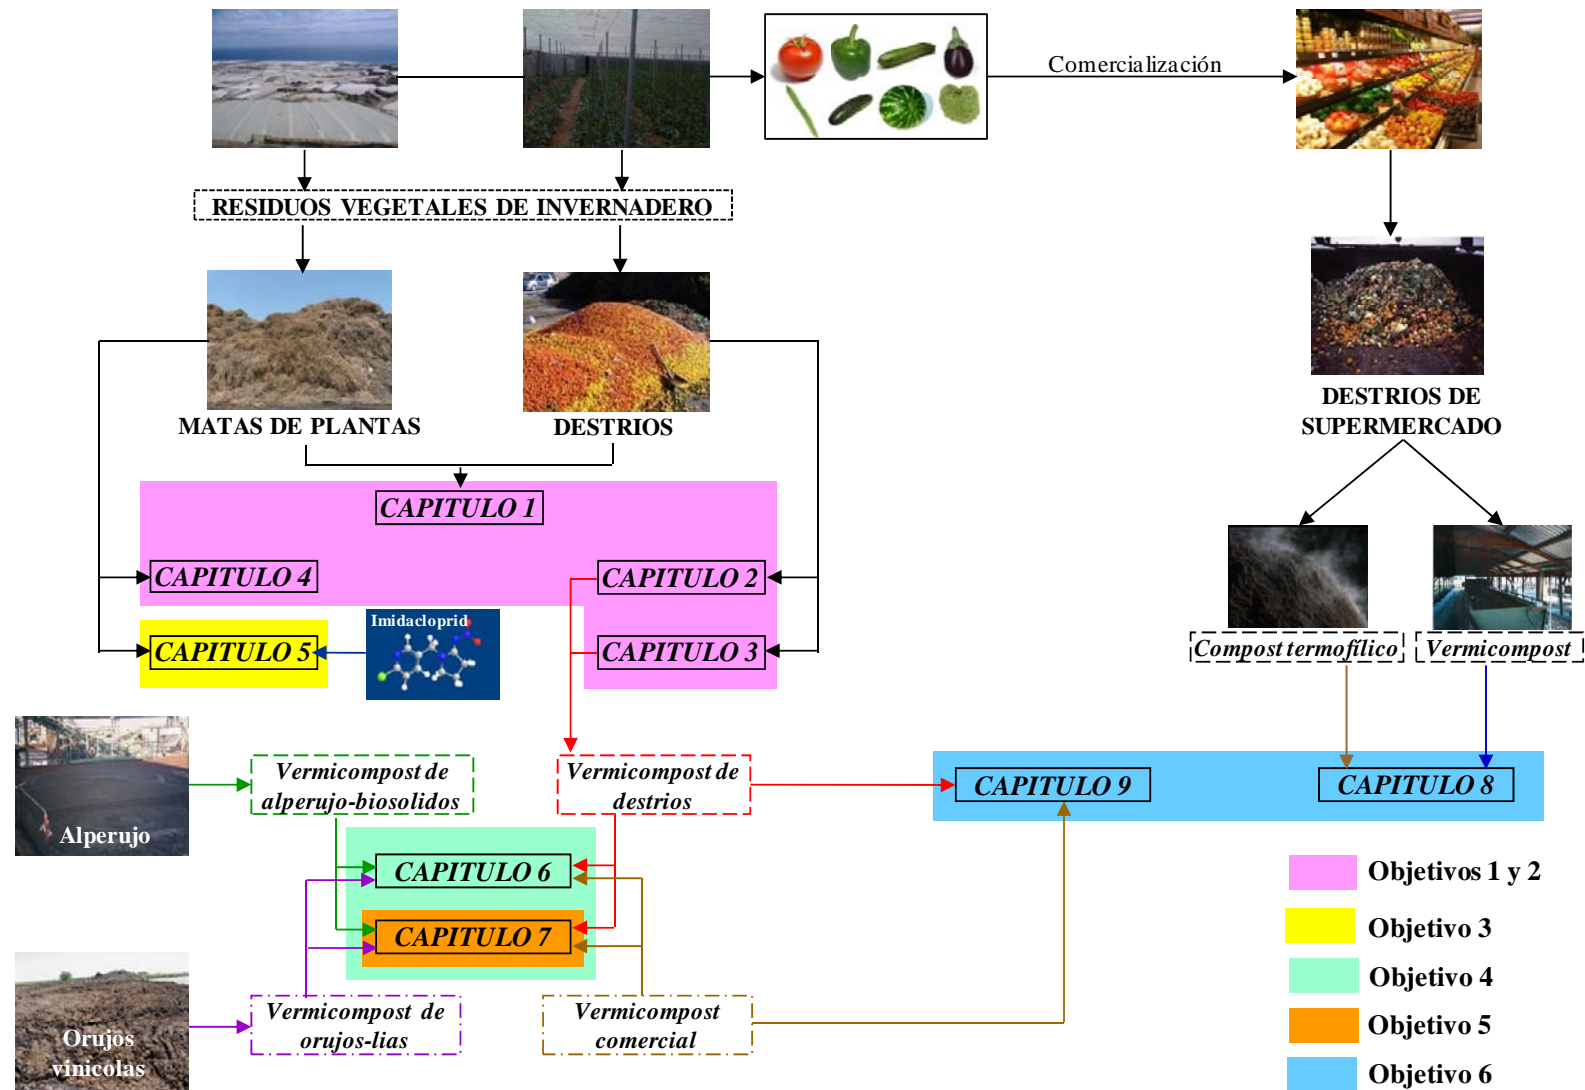 Comercialización
RESIDUOS VEGETALES DE INVERNADERO
MATAS DE PLANTAS
DESTRIOS
DESTRIOS DE
SUPERMERCADO
CAPITULO 1
CAPITULO 4
CAPITULO 2
Imidacloprid
CAPITULO 5
CAPITULO 3
Compost termofílico
Vermicompost
Alperujo
Vermicompost de
alperujo-biosolidos
Vermicompost de
destrios
CAPITULO 9
CAPITULO 8
CAPITULO 6
CAPITULO 7
Orujos
vinicolas
Vermicompost de
orujos-lias
Vermicompost
comercial
Objetivos 1 y 2
Objetivo 3
Objetivo 4
Objetivo 5
Objetivo 6